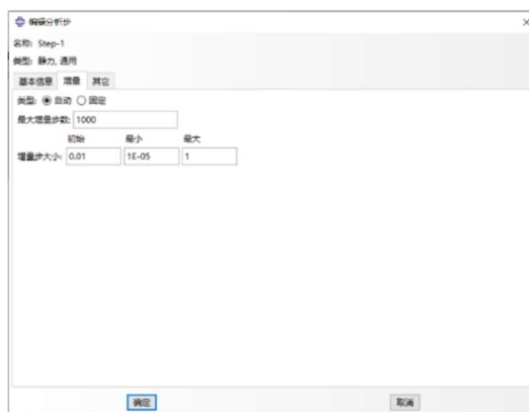 编辑分析步
名称: Step-1
类型: 静力, 通用
基本信息 增量 其它
类型: 自动 固定
最大增量步数: 1000
初始 最小 最大
增量步大小: 0.01 1E-05 1
确定 取消